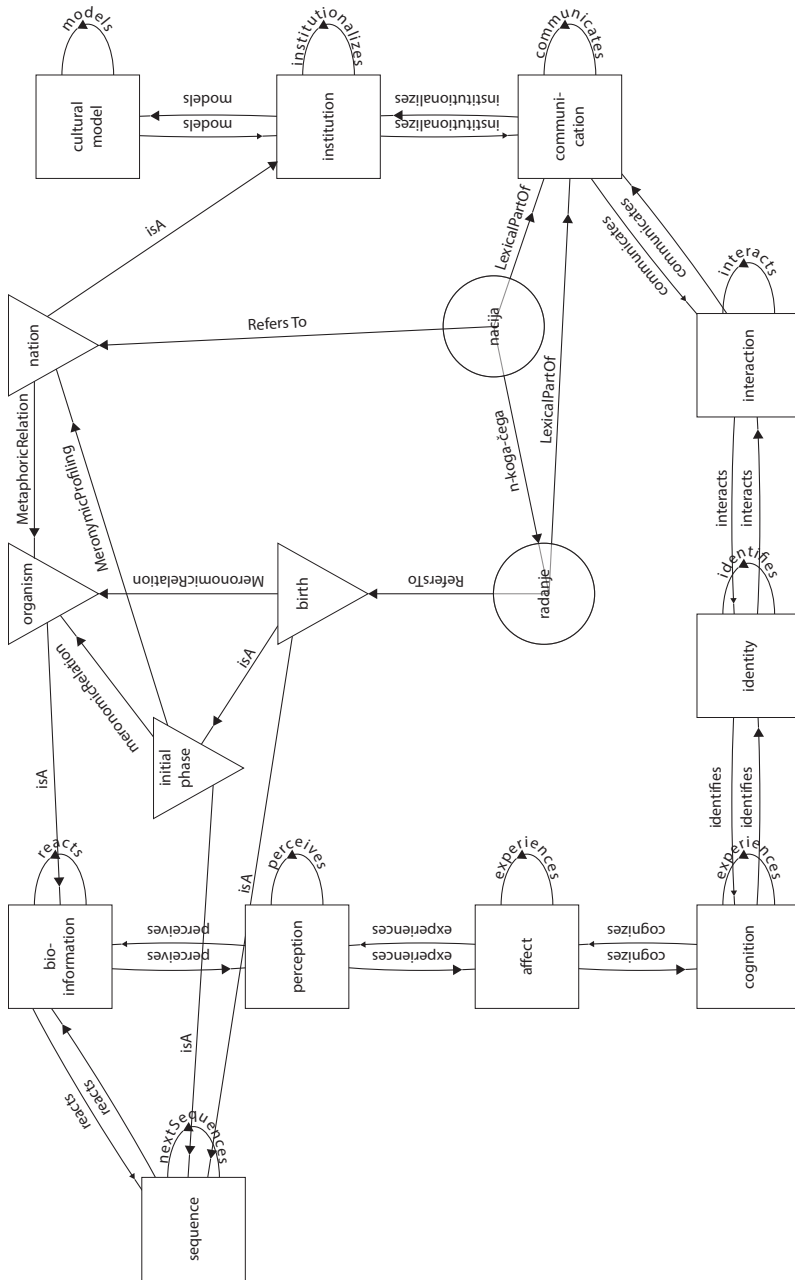 models
institutionalizes
communicates
cultural
model
models
models
institution
institutionalizes
institutionalizes
communi-
cation
isA
LexicalPartOf
communicates
communicates
interacts
nation
Refers To
nacija
LexicalPartOf
interaction
MetaphoricRelation
MeronymicProfiling
n-koga-čega
interacts
interacts
organism
MeronomicRelation
birth
RefersTo
radanje
identifies
identity
meronomicRelation
isA
initial
phase
isA
identifies
identifies
reacts
isA
perceives
experiences
experiences
bio-
information
perceives
perceives
perception
experiences
experiences
affect
cognizes
cognizes
cognition
reacts
reacts
isA
nextSequences
sequence